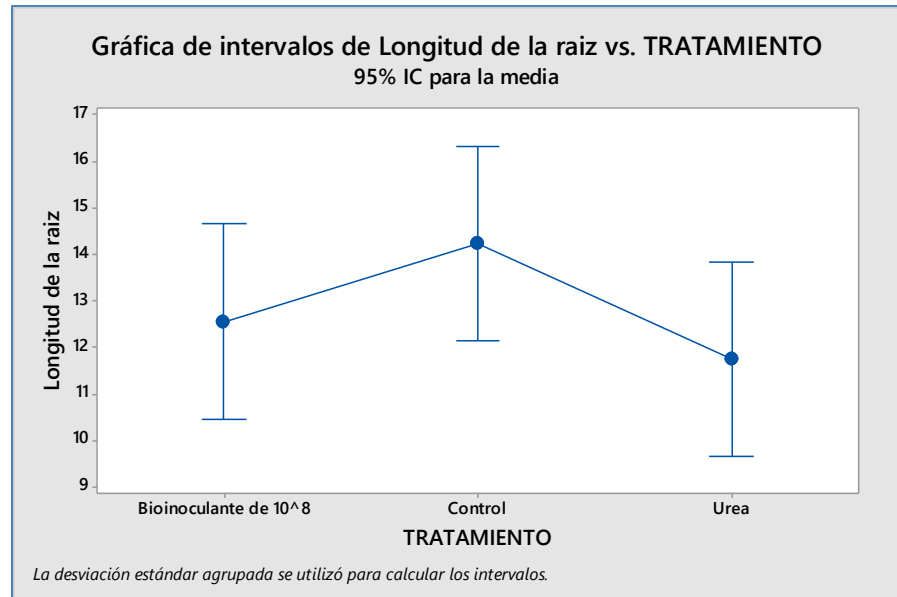 Gráfica de intervalos de Longitud de la raiz vs. TRATAMIENTO
95% IC para la media
17
16
15
14
13
12
11
10
9
Longitud de la raiz
Bioinoculante de 10^8
Control
Urea
TRATAMIENTO
La desviación estándar agrupada se utilizó para calcular los intervalos.